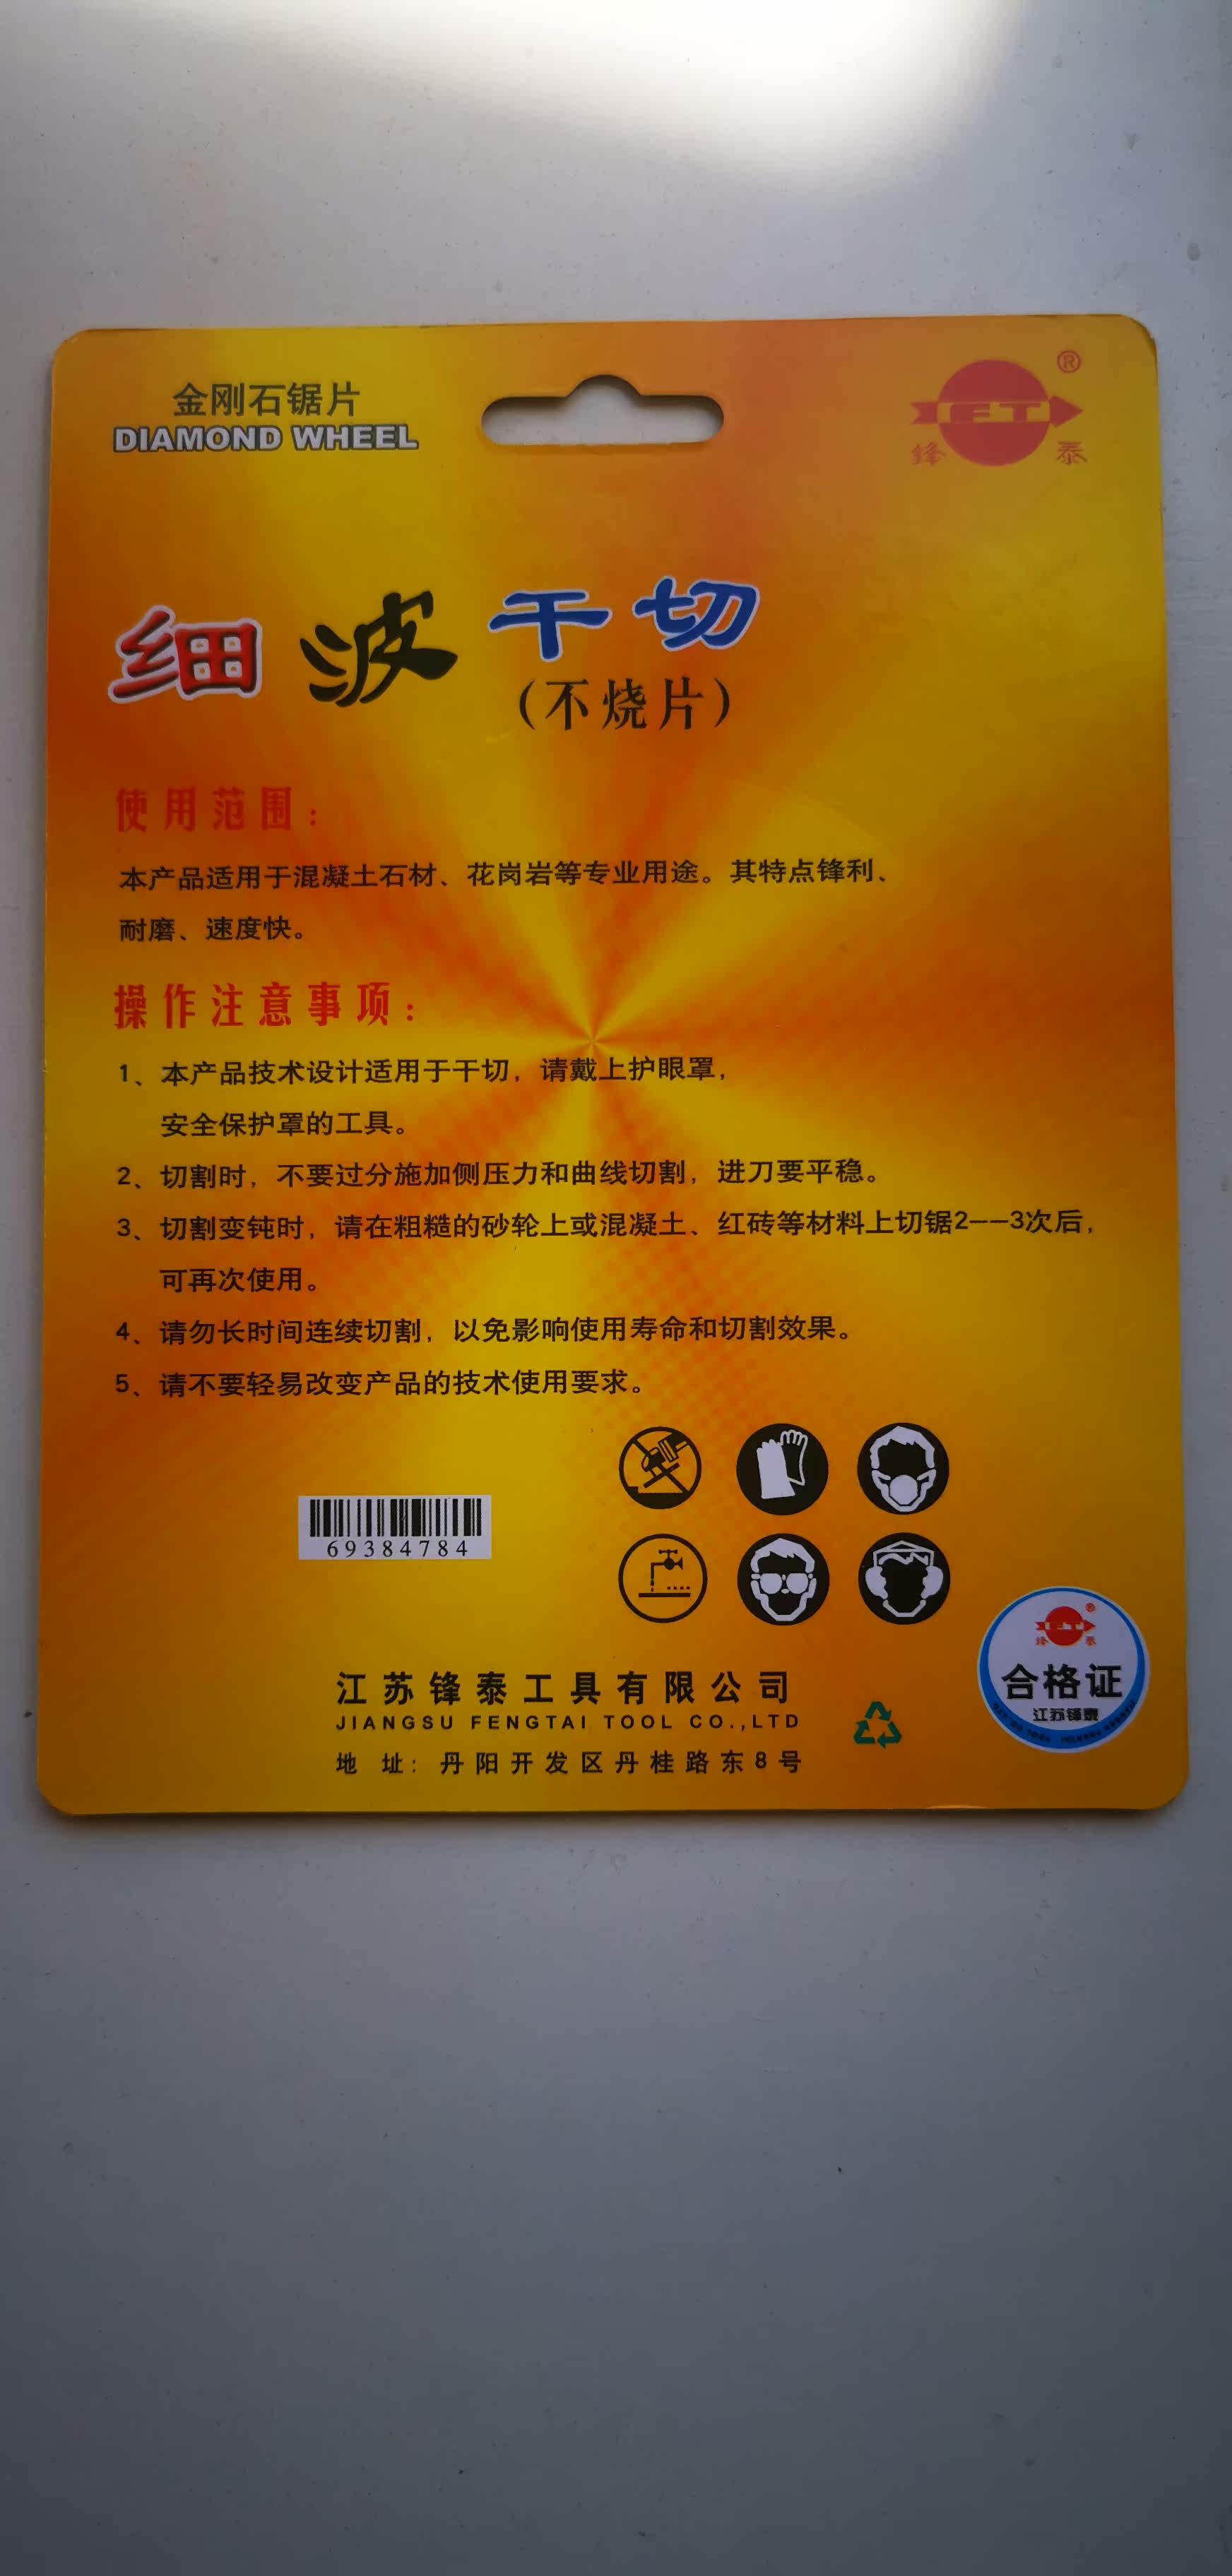 金刚石锯片
DIAMOND WHEEL
®
FT
锋 泰
细波干切
（不烧片）
使用范围：
本产品适用于混凝土石材、花岗岩等专业用途。其特点锋利、
耐磨、速度快。
操作注意事项：
1、本产品技术设计适用于干切，请戴上护眼罩，
安全保护罩的工具。
2、切割时，不要过分施加侧压力和曲线切割，进刀要平稳。
3、切割变钝时，请在粗糙的砂轮上或混凝土、红砖等材料上切锯2--3次后，
可再次使用。
4、请勿长时间连续切割，以免影响使用寿命和切割效果。
5、请不要轻易改变产品的技术使用要求。
69384784
江苏锋泰工具有限公司
JIANGSU FENGTAI TOOL CO.,LTD
地 址：丹阳开发区丹桂路东8号
®
FT
锋 泰
合格证
江苏锋泰